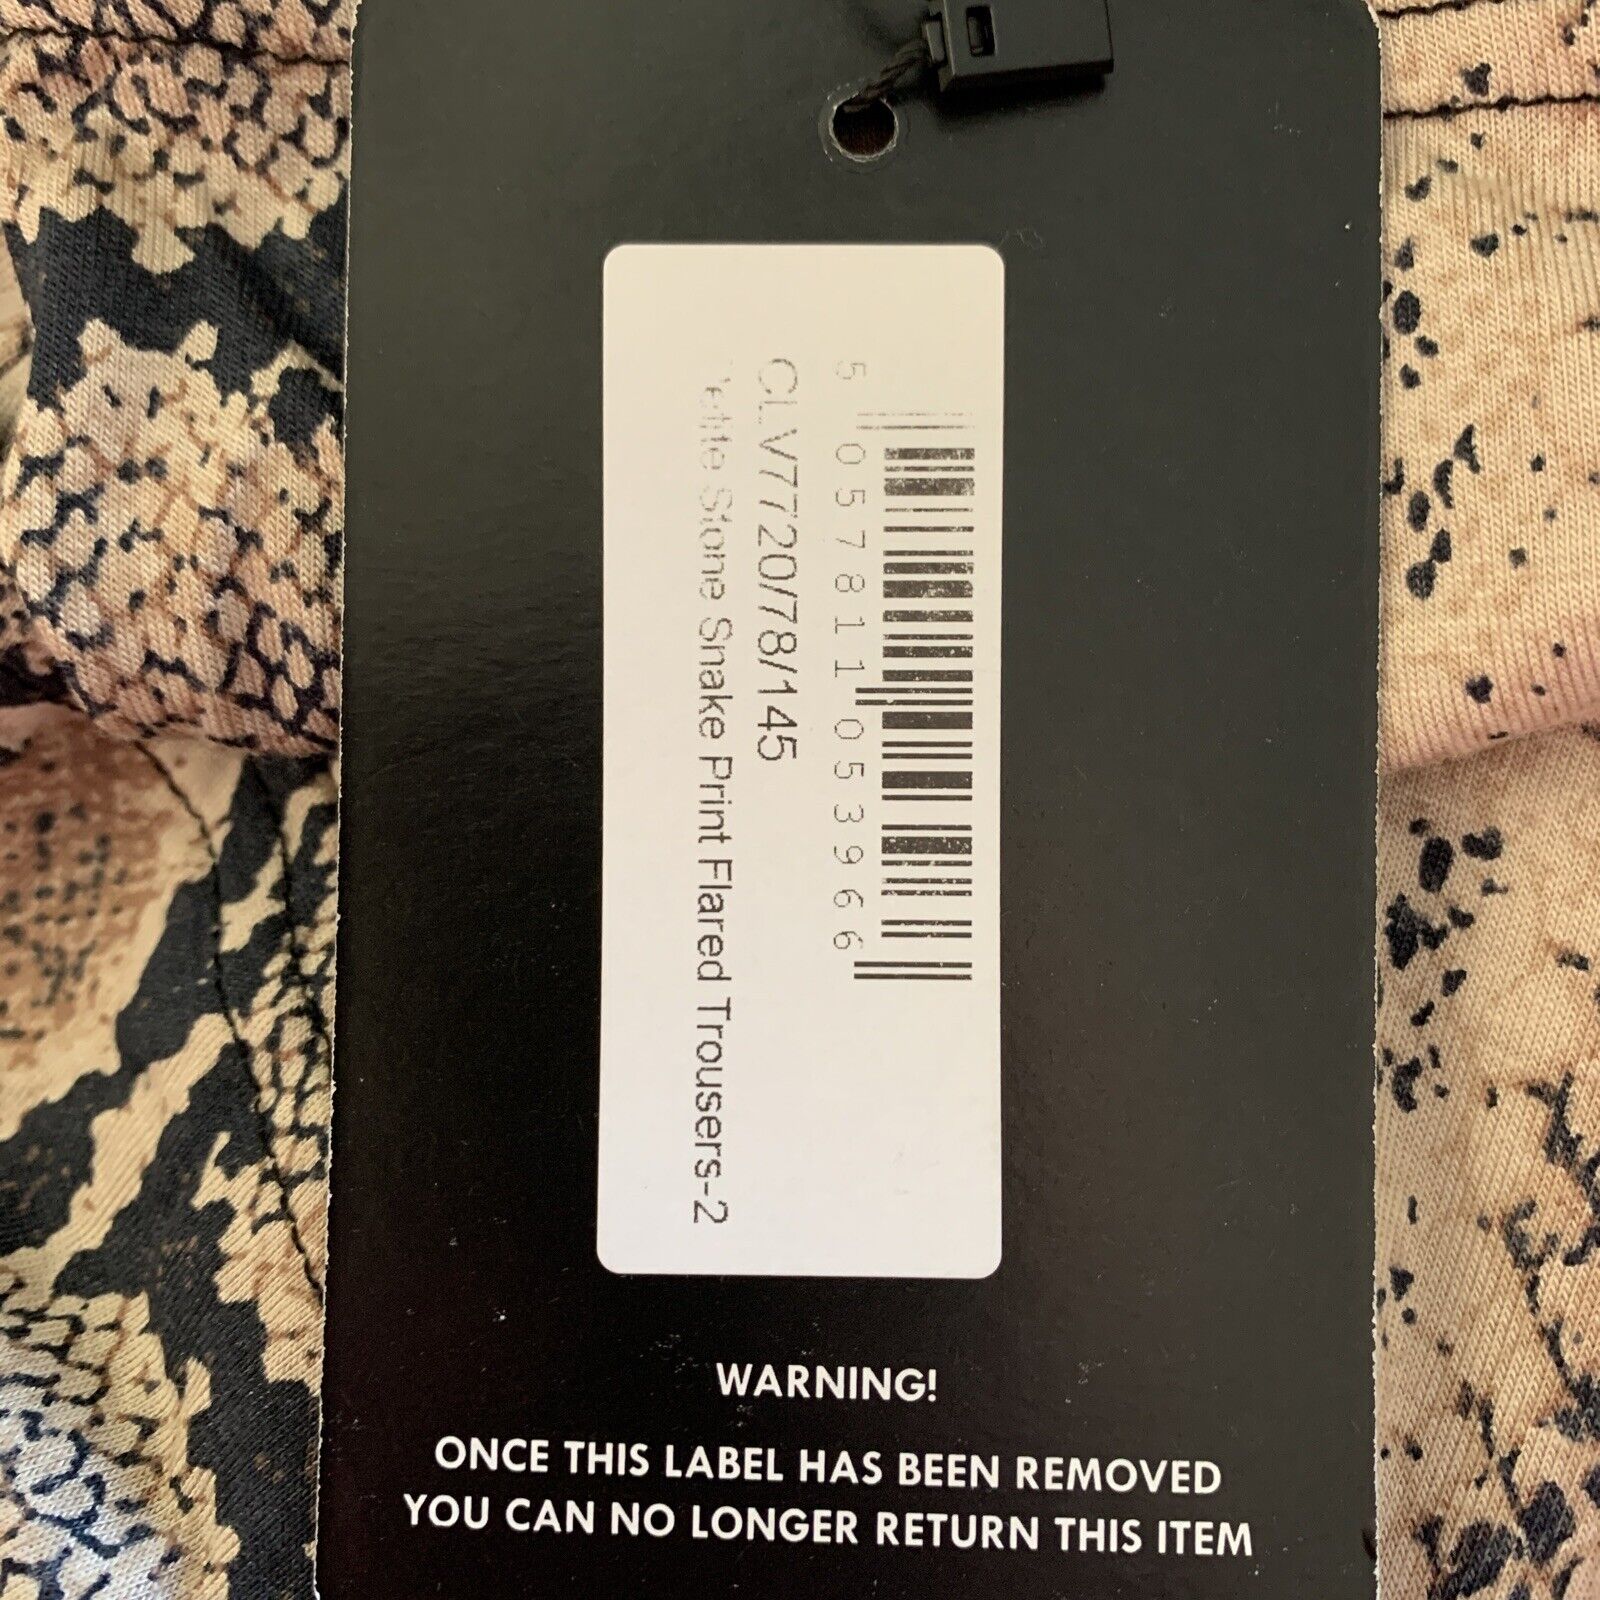 5 057811 053966
CLV7720/78/145
Petite Stone Snake Print Flared Trousers-2
WARNING!
ONCE THIS LABEL HAS BEEN REMOVED
YOU CAN NO LONGER RETURN THIS ITEM